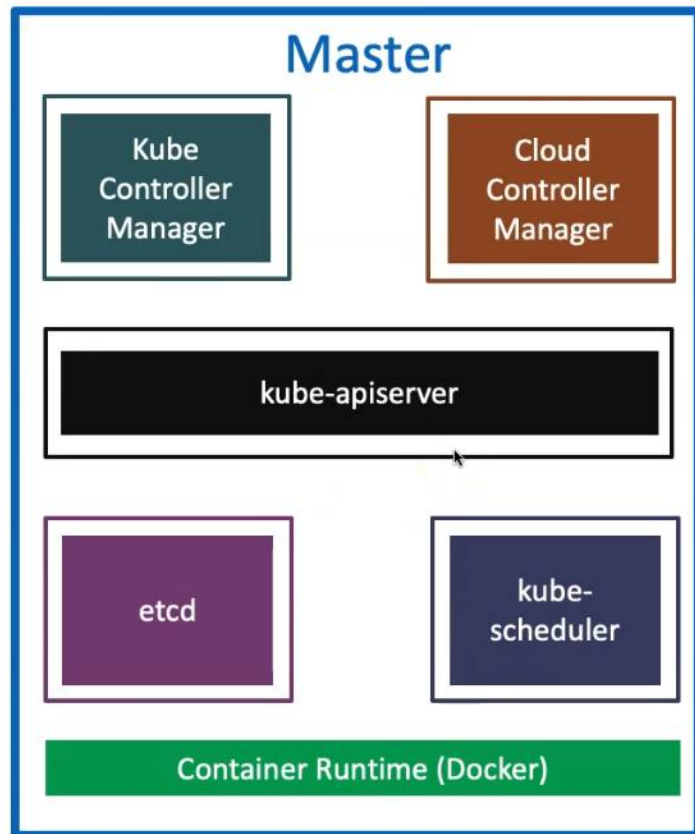 Master
Kube
Controller
Manager
Cloud
Controller
Manager
kube-apiserver
etcd
kube-
scheduler
Container Runtime (Docker)